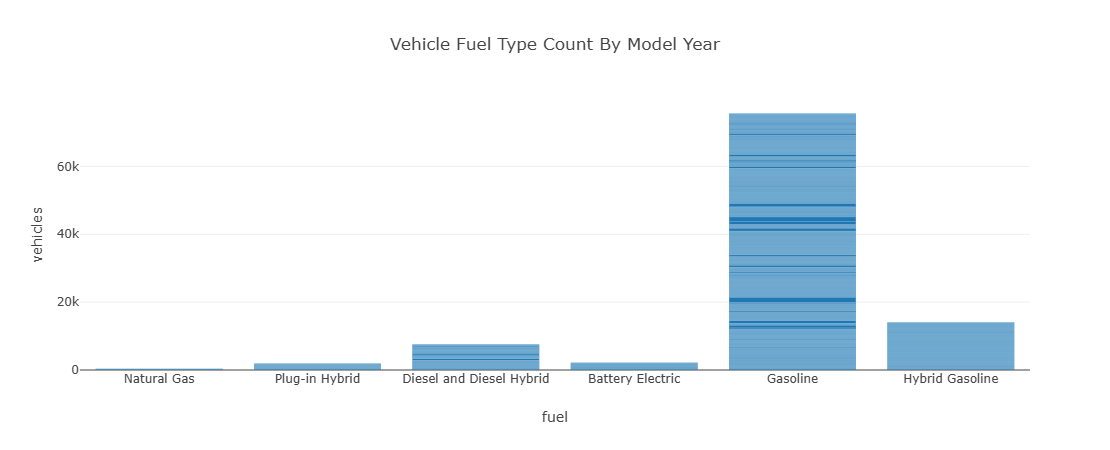 Vehicle Fuel Type Count By Model Year
60k
40k
20k
0
vehicles
Natural Gas
Plug-in Hybrid
Diesel and Diesel Hybrid
Battery Electric
Gasoline
Hybrid Gasoline
fuel